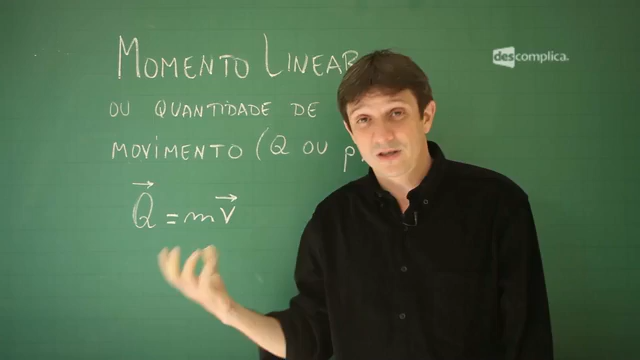 MOMENTO LINEAR
descomplica.
OU QUANTIDADE DE
MOVIMENTO (Q OU p
Q⃗ = mv⃗